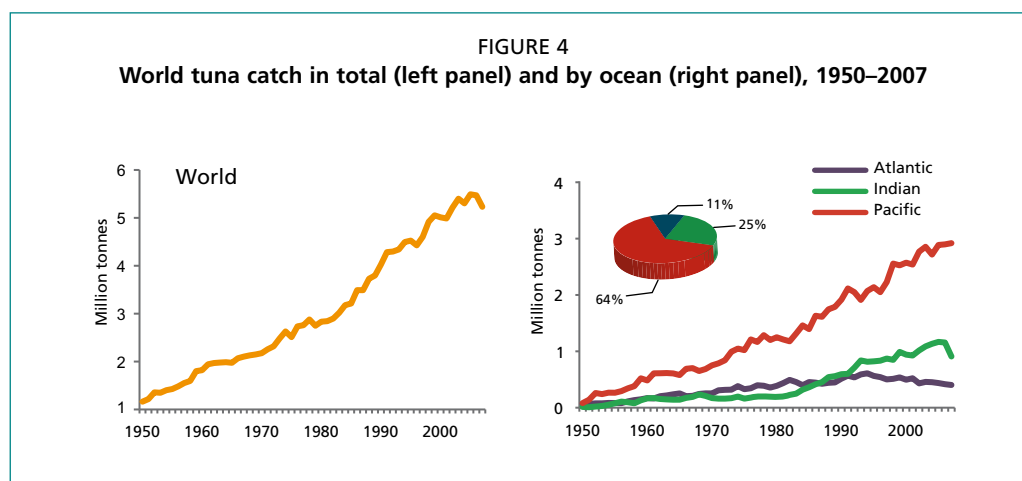 FIGURE 4
World tuna catch in total (left panel) and by ocean (right panel), 1950–2007
World
Million tonnes
6
5
4
3
2
1
1950 1960 1970 1980 1990 2000
Atlantic
Indian
Pacific
11%
25%
64%
Million tonnes
4
3
2
1
0
1950 1960 1970 1980 1990 2000